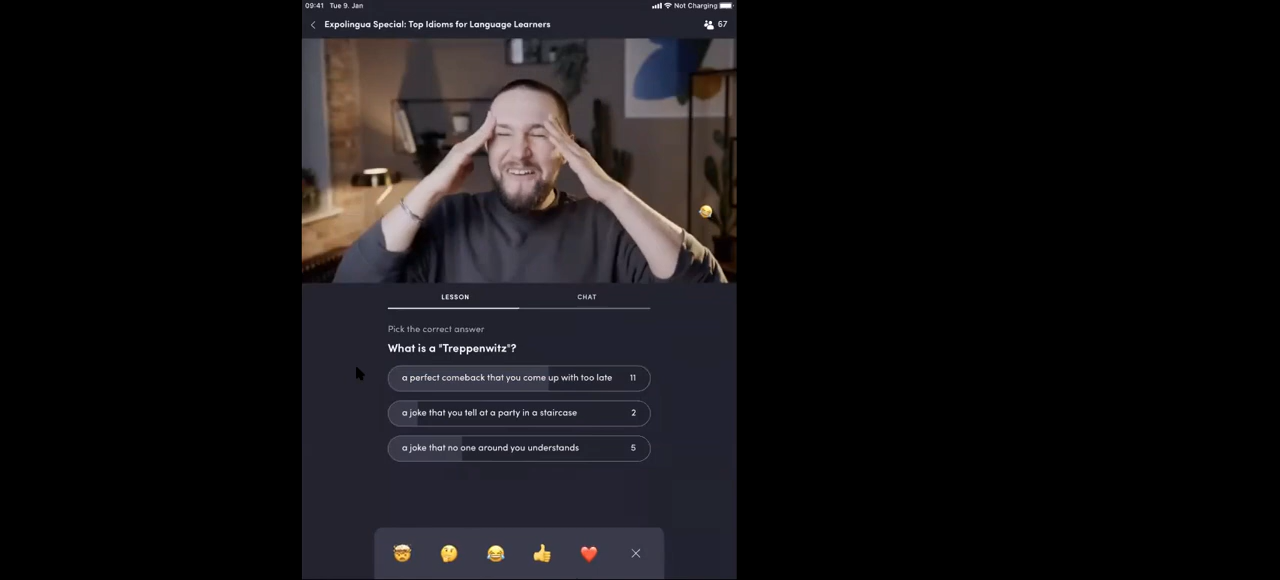 09:41 Tue 9. Jan Not Charging
Expolingua Special: Top Idioms for Language Learners 67
LESSON CHAT
Pick the correct answer
What is a "Treppenwitz"?
a perfect comeback that you come up with too late 11
a joke that you tell at a party in a staircase 2
a joke that no one around you understands 5